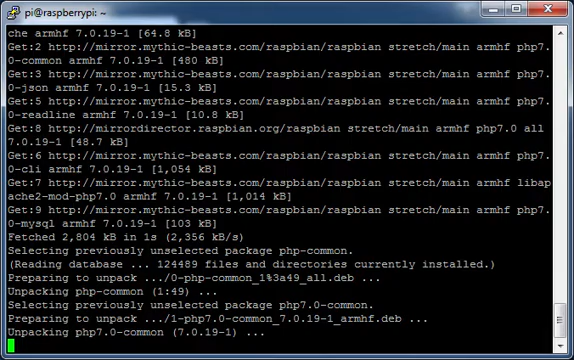 pi@raspberrypi: ~
che armhf 7.0.19-1 [64.8 kB]
Get:2 http://mirror.mythic-beasts.com/raspbian/raspbian stretch/main armhf php7.
0-common armhf 7.0.19-1 [480 kB]
Get:3 http://mirror.mythic-beasts.com/raspbian/raspbian stretch/main armhf php7.
0-json armhf 7.0.19-1 [15.3 kB]
Get:5 http://mirror.mythic-beasts.com/raspbian/raspbian stretch/main armhf php7.
0-readline armhf 7.0.19-1 [10.8 kB]
Get:8 http://mirrordirector.raspbian.org/raspbian stretch/main armhf php7.0 all
7.0.19-1 [48.7 kB]
Get:6 http://mirror.mythic-beasts.com/raspbian/raspbian stretch/main armhf php7.
0-cli armhf 7.0.19-1 [1,054 kB]
Get:7 http://mirror.mythic-beasts.com/raspbian/raspbian stretch/main armhf libap
ache2-mod-php7.0 armhf 7.0.19-1 [1,014 kB]
Get:9 http://mirror.mythic-beasts.com/raspbian/raspbian stretch/main armhf php7.
0-mysql armhf 7.0.19-1 [103 kB]
Fetched 2,804 kB in 1s (2,356 kB/s)
Selecting previously unselected package php-common.
(Reading database ... 124489 files and directories currently installed.)
Preparing to unpack .../0-php-common_1%3a49_all.deb ...
Unpacking php-common (1:49) ...
Selecting previously unselected package php7.0-common.
Preparing to unpack .../1-php7.0-common_7.0.19-1_armhf.deb ...
Unpacking php7.0-common (7.0.19-1) ...